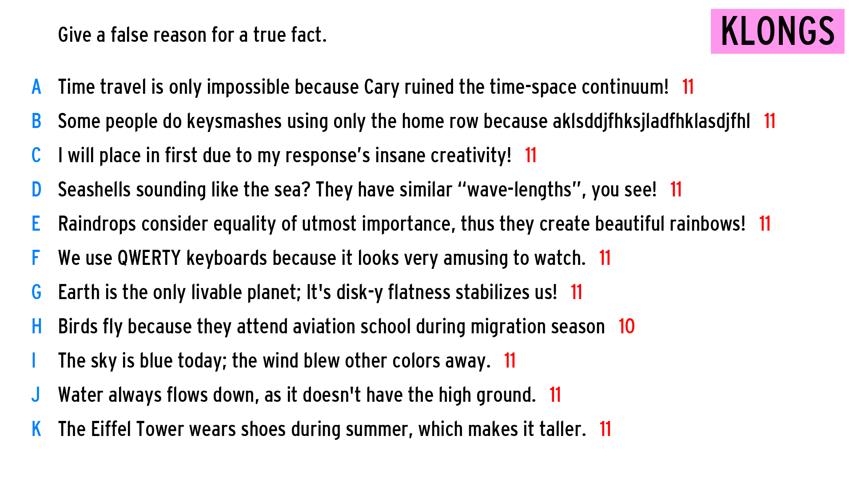 Give a false reason for a true fact.
KLONGS
A Time travel is only impossible because Cary ruined the time-space continuum! 11
B Some people do keysmashes using only the home row because aklsddjfhksjladfhklasdjfhl 11
C I will place in first due to my response's insane creativity! 11
D Seashells sounding like the sea? They have similar “wave-lengths”, you see! 11
E Raindrops consider equality of utmost importance, thus they create beautiful rainbows! 11
F We use QWERTY keyboards because it looks very amusing to watch. 11
G Earth is the only livable planet; It's disk-y flatness stabilizes us! 11
H Birds fly because they attend aviation school during migration season 10
I The sky is blue today; the wind blew other colors away. 11
J Water always flows down, as it doesn't have the high ground. 11
K The Eiffel Tower wears shoes during summer, which makes it taller. 11